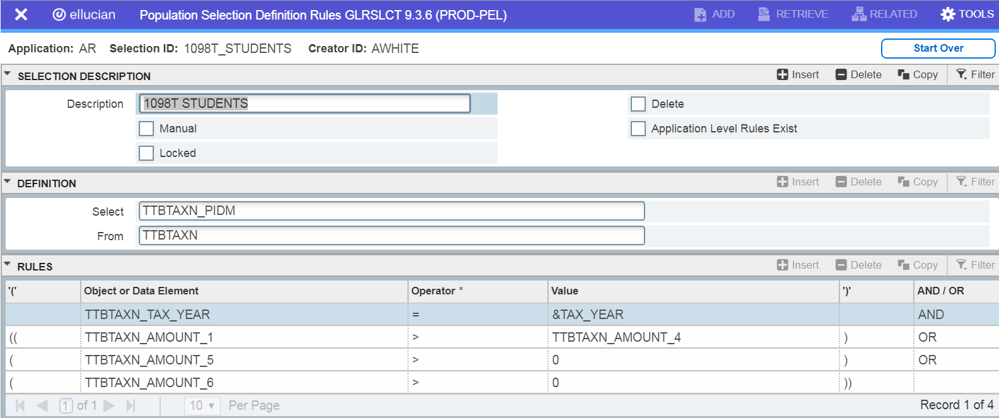 ellucian Population Selection Definition Rules GLRSLCT 9.3.6 (PROD-PEL) ADD RETRIEVE RELATED TOOLS
Application: AR Selection ID: 1098T_STUDENTS Creator ID: AWHITE Start Over
SELECTION DESCRIPTION Insert Delete Copy Filter
Description 1098T STUDENTS Delete
Manual Application Level Rules Exist
Locked
DEFINITION Insert Delete Copy Filter
Select TTBTAXN_PIDM
From TTBTAXN
RULES Insert Delete Copy Filter
'(' Object or Data Element Operator * Value ')' AND / OR
TTBTAXN_TAX_YEAR = &TAX_YEAR AND
(( TTBTAXN_AMOUNT_1 > TTBTAXN_AMOUNT_4 ) OR
( TTBTAXN_AMOUNT_5 > 0 ) OR
( TTBTAXN_AMOUNT_6 > 0 ))
1 of 1 10 Per Page Record 1 of 4